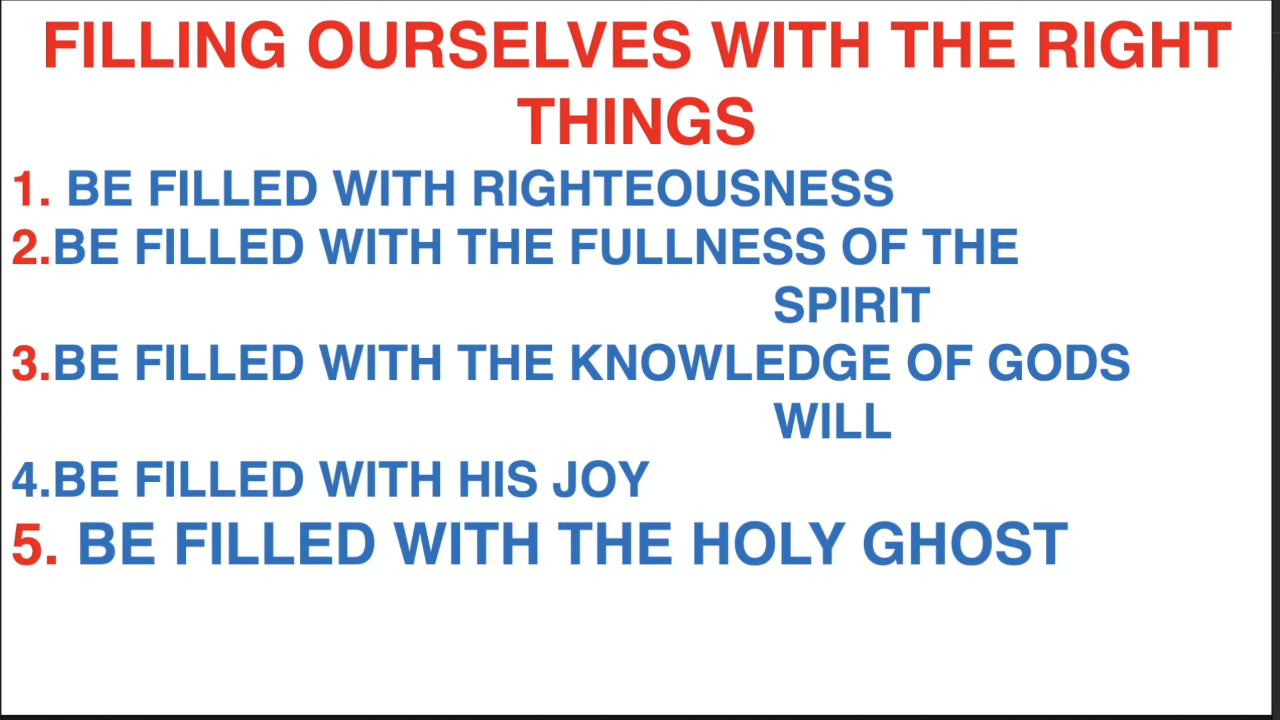 FILLING OURSELVES WITH THE RIGHT
THINGS
1. BE FILLED WITH RIGHTEOUSNESS
2.BE FILLED WITH THE FULLNESS OF THE
SPIRIT
3.BE FILLED WITH THE KNOWLEDGE OF GODS
WILL
4.BE FILLED WITH HIS JOY
5. BE FILLED WITH THE HOLY GHOST